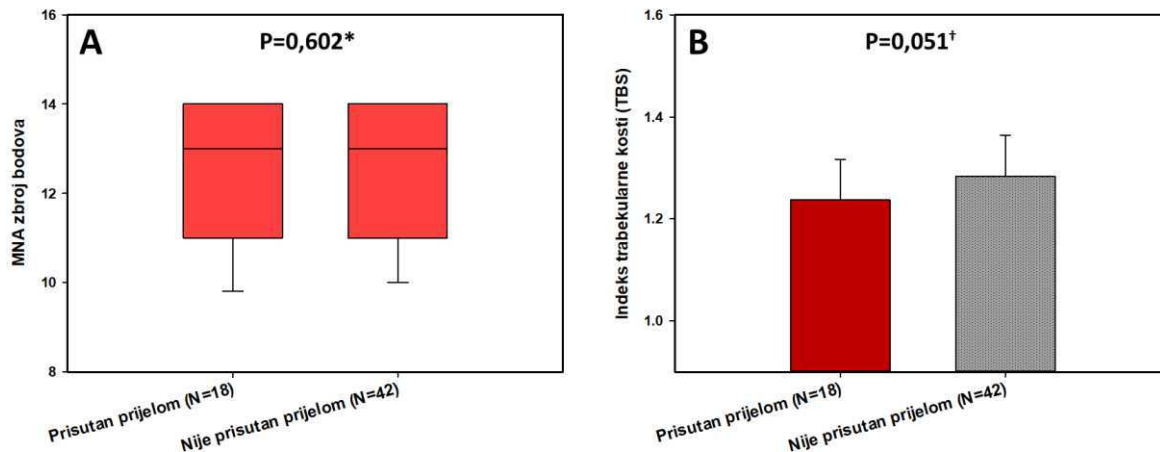 A
P=0,602*
MNA zbroj bodova
16
14
12
10
8
Prisutan prijelom (N=18)
Nije prisutan prijelom (N=42)
B
P=0,051†
Indeks trabekularne kosti (TBS)
1.6
1.4
1.2
1.0
Prisutan prijelom (N=18)
Nije prisutan prijelom (N=42)